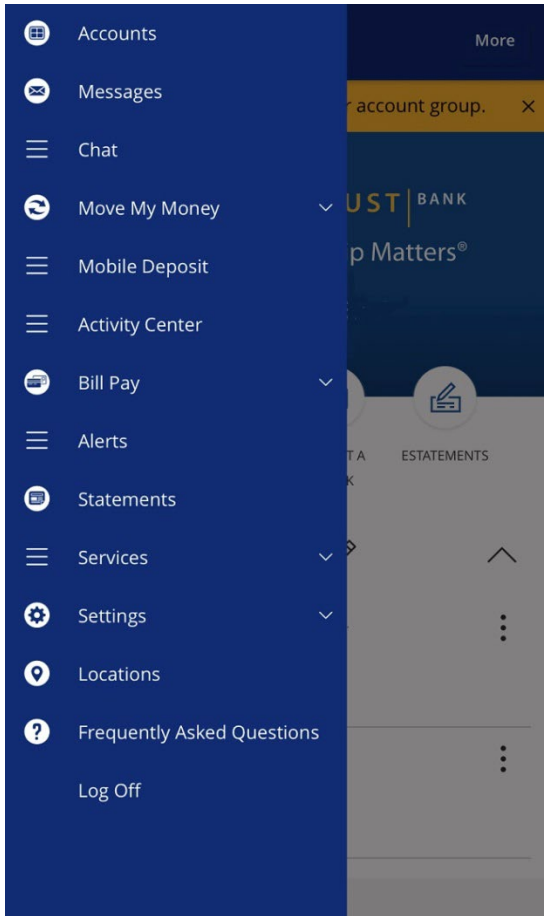 Accounts
More
Messages
account group. ×
Chat
Move My Money
UST BANK
p Matters®
Mobile Deposit
Activity Center
Bill Pay
Alerts
T A ESTATEMENTS
K
Statements
Services
Settings
Locations
Frequently Asked Questions
Log Off